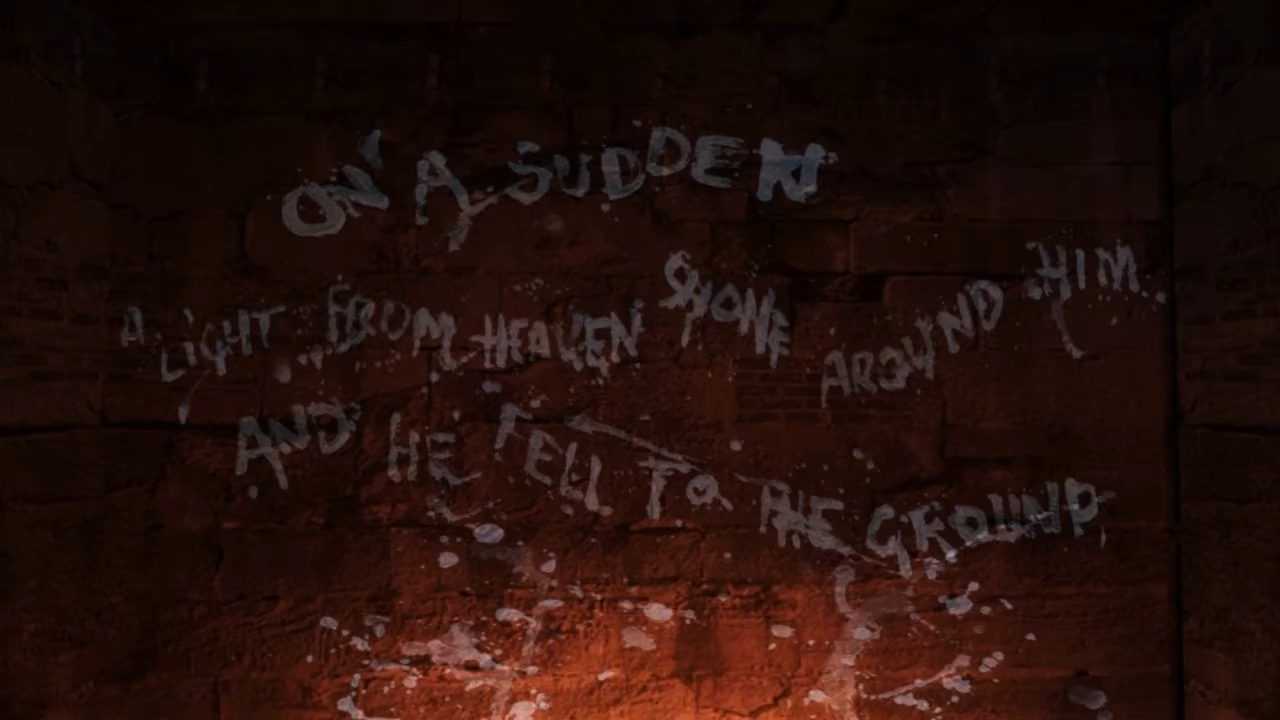 ON A SUDDEN
A LIGHT FROM HEAVEN SHONE AROUND HIM.
AND HE FELL TO THE GROUND